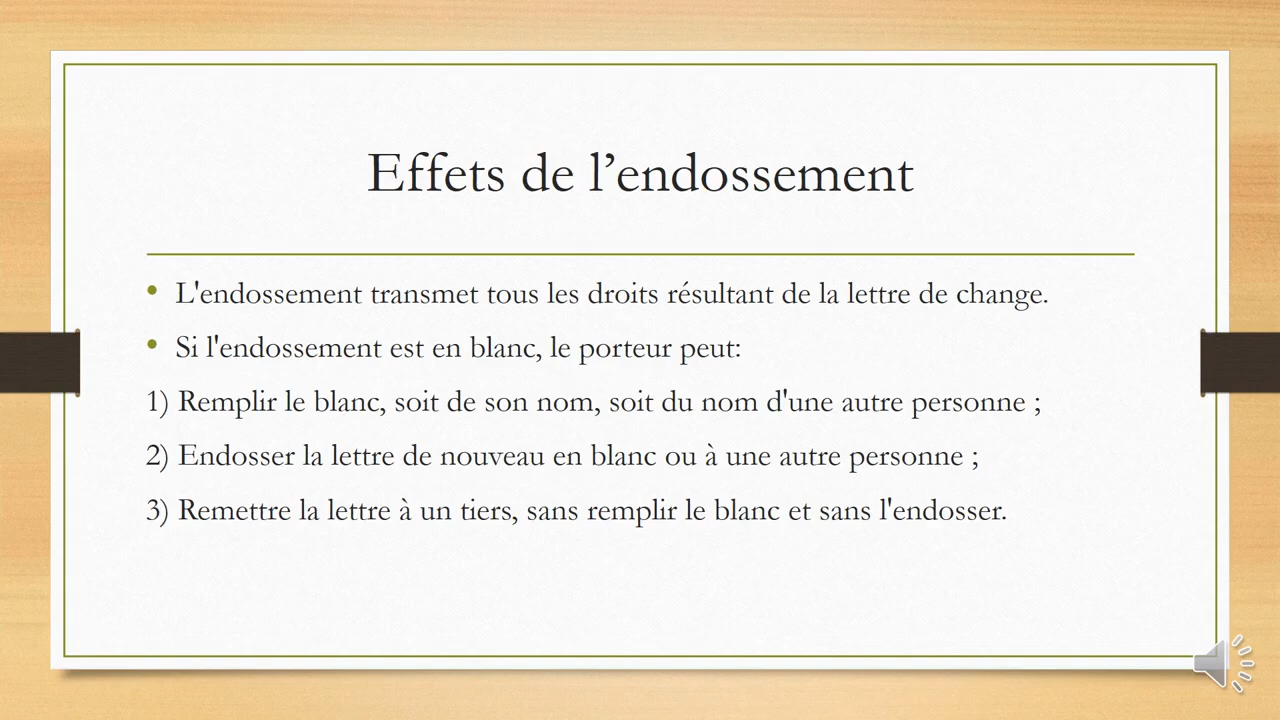 Effets de l’endossement
• L'endossement transmet tous les droits résultant de la lettre de change.
• Si l'endossement est en blanc, le porteur peut:
1) Remplir le blanc, soit de son nom, soit du nom d'une autre personne ;
2) Endosser la lettre de nouveau en blanc ou à une autre personne ;
3) Remettre la lettre à un tiers, sans remplir le blanc et sans l'endosser.